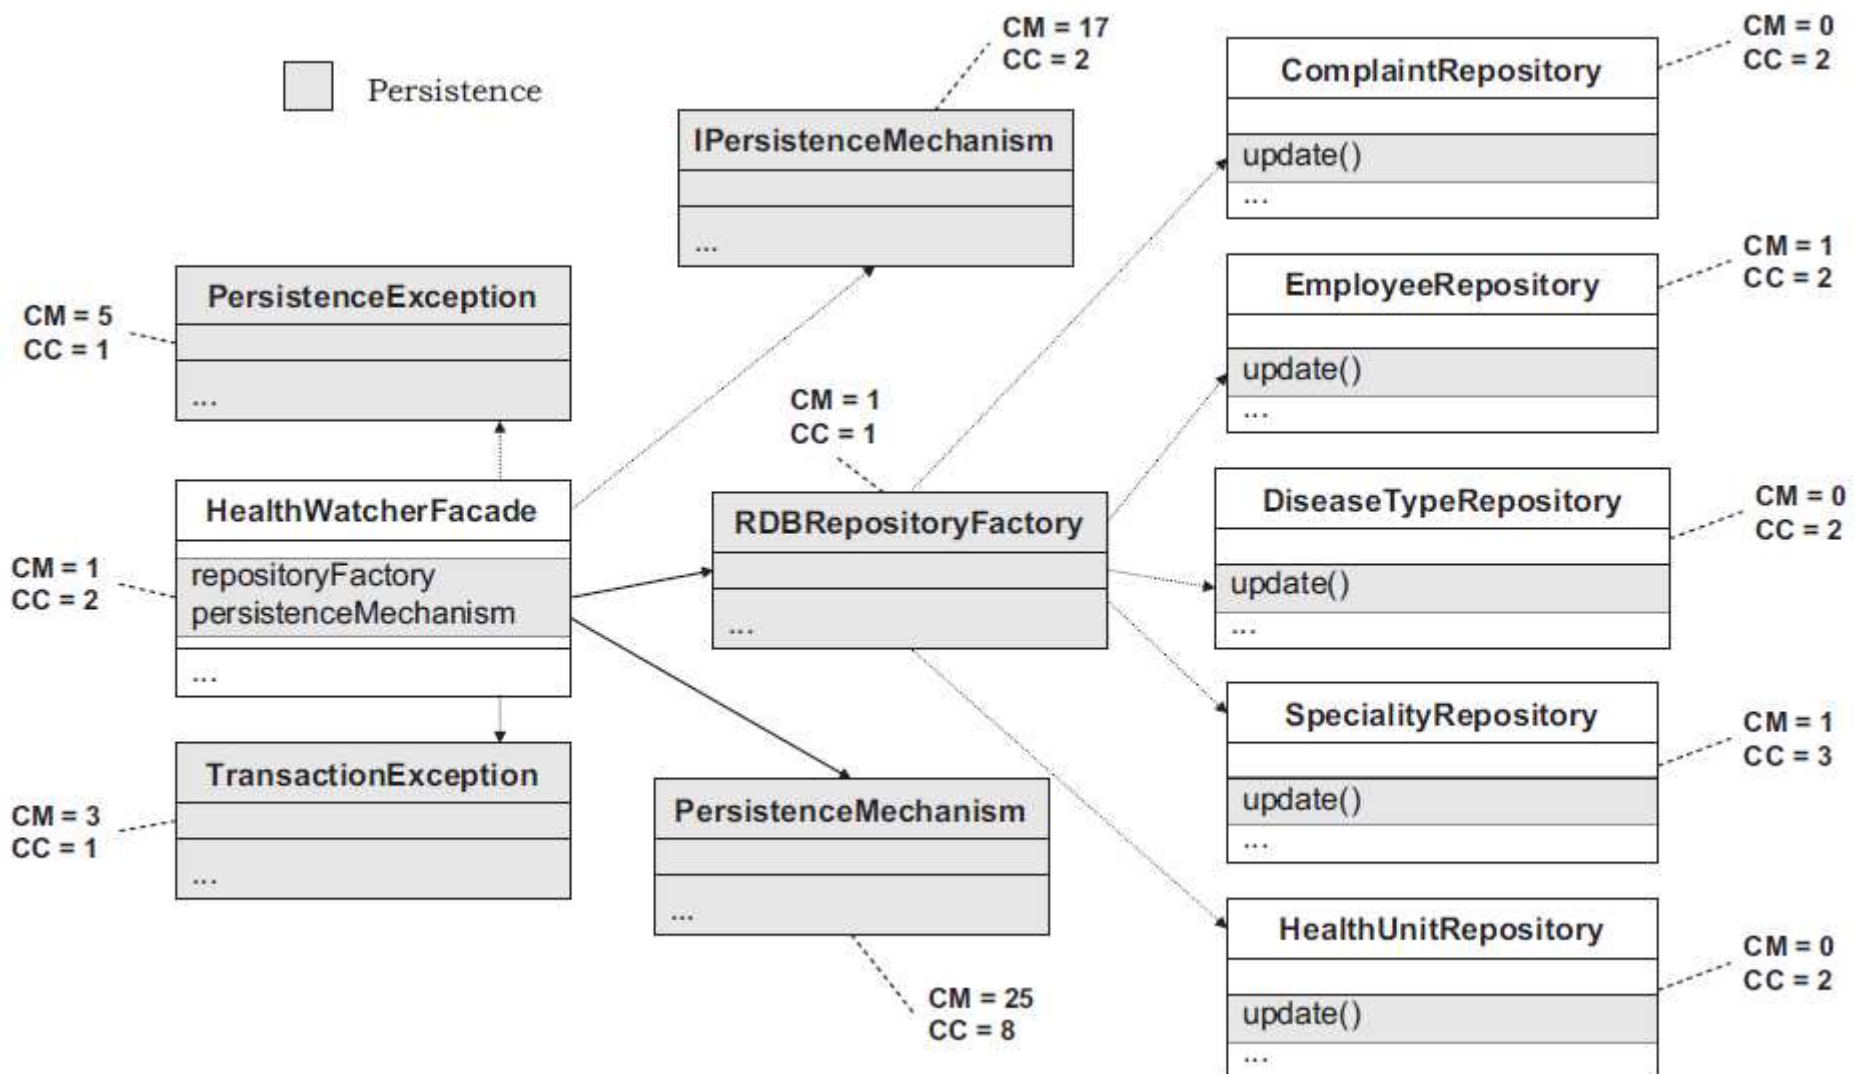 Persistence
CM = 17
CC = 2
IPersistenceMechanism
...
CM = 0
CC = 2
ComplaintRepository
update()
...
CM = 1
CC = 2
EmployeeRepository
update()
...
CM = 5
CC = 1
PersistenceException
...
CM = 1
CC = 1
RDBRepositoryFactory
...
CM = 1
CC = 2
HealthWatcherFacade
repositoryFactory
persistenceMechanism
...
CM = 0
CC = 2
DiseaseTypeRepository
update()
...
CM = 1
CC = 3
SpecialityRepository
update()
...
CM = 3
CC = 1
TransactionException
...
PersistenceMechanism
...
CM = 25
CC = 8
CM = 0
CC = 2
HealthUnitRepository
update()
...